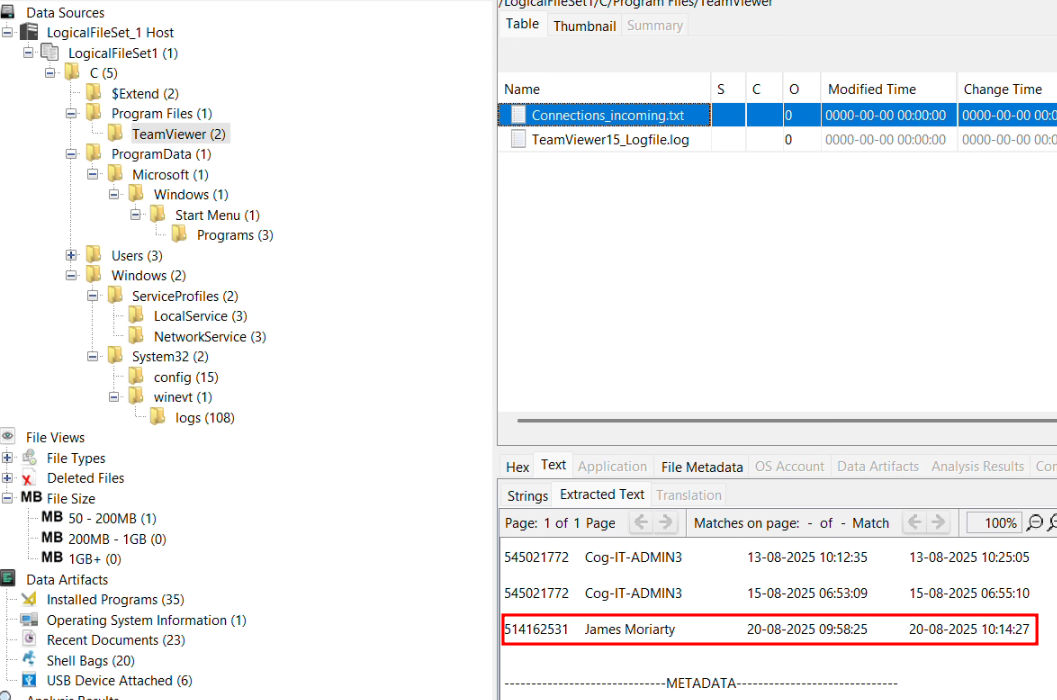 Data Sources
LogicalFileSet_1 Host
LogicalFileSet1 (1)
C (5)
$Extend (2)
Program Files (1)
TeamViewer (2)
ProgramData (1)
Microsoft (1)
Windows (1)
Start Menu (1)
Programs (3)
Users (3)
Windows (2)
ServiceProfiles (2)
LocalService (3)
NetworkService (3)
System32 (2)
config (15)
winevt (1)
logs (108)
File Views
File Types
Deleted Files
MB File Size
MB 50 - 200MB (1)
MB 200MB - 1GB (0)
MB 1GB+ (0)
Data Artifacts
Installed Programs (35)
Operating System Information (1)
Recent Documents (23)
Shell Bags (20)
USB Device Attached (6)
Analysis Results
/LogicalFileSet1/C/Program Files/TeamViewer
Table Thumbnail Summary
Name S C O Modified Time Change Time
Connections_incoming.txt 0 0000-00-00 00:00:00 0000-00-00 00:0
TeamViewer15_Logfile.log 0 0000-00-00 00:00:00 0000-00-00 00:0
Hex Text Application File Metadata OS Account Data Artifacts Analysis Results Con
Strings Extracted Text Translation
Page: 1 of 1 Page Matches on page: - of - Match 100%
545021772 Cog-IT-ADMIN3 13-08-2025 10:12:35 13-08-2025 10:25:05
545021772 Cog-IT-ADMIN3 15-08-2025 06:53:09 15-08-2025 06:55:10
514162531 James Moriarty 20-08-2025 09:58:25 20-08-2025 10:14:27
------------------------------METADATA------------------------------